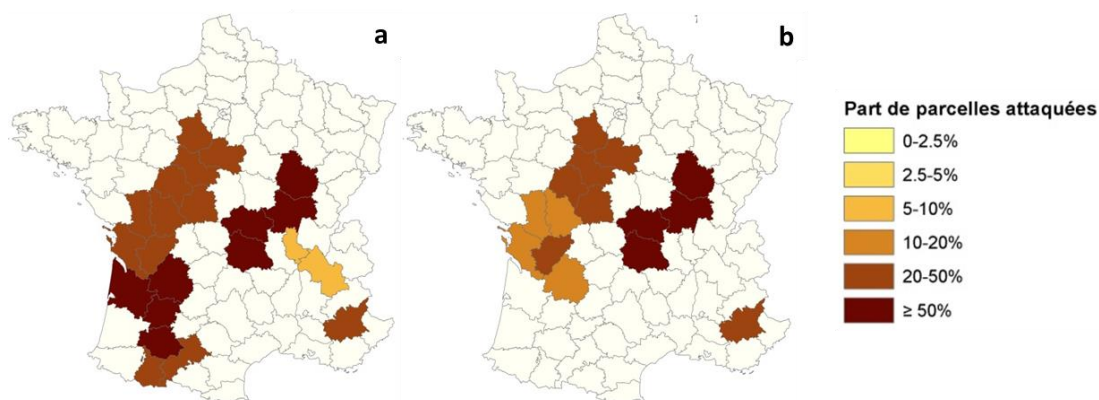 a
b
Part de parcelles attaquées
0-2.5%
2.5-5%
5-10%
10-20%
20-50%
≥ 50%